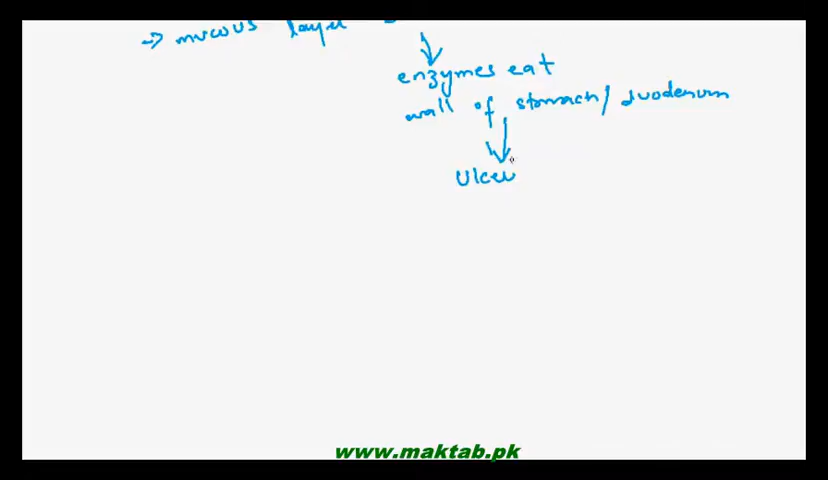 -> mucous layer
enzymes eat
wall of stomach/ duodenum
Ulcer
www.maktab.pk